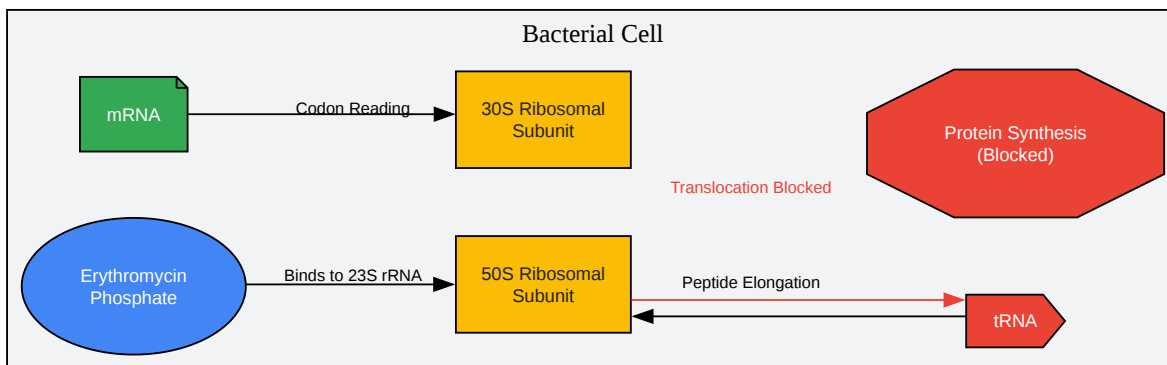 Bacterial Cell
mRNA
Codon Reading
30S Ribosomal
Subunit
Protein Synthesis
(Blocked)
Translocation Blocked
Erythromycin
Phosphate
Binds to 23S rRNA
50S Ribosomal
Subunit
Peptide Elongation
tRNA